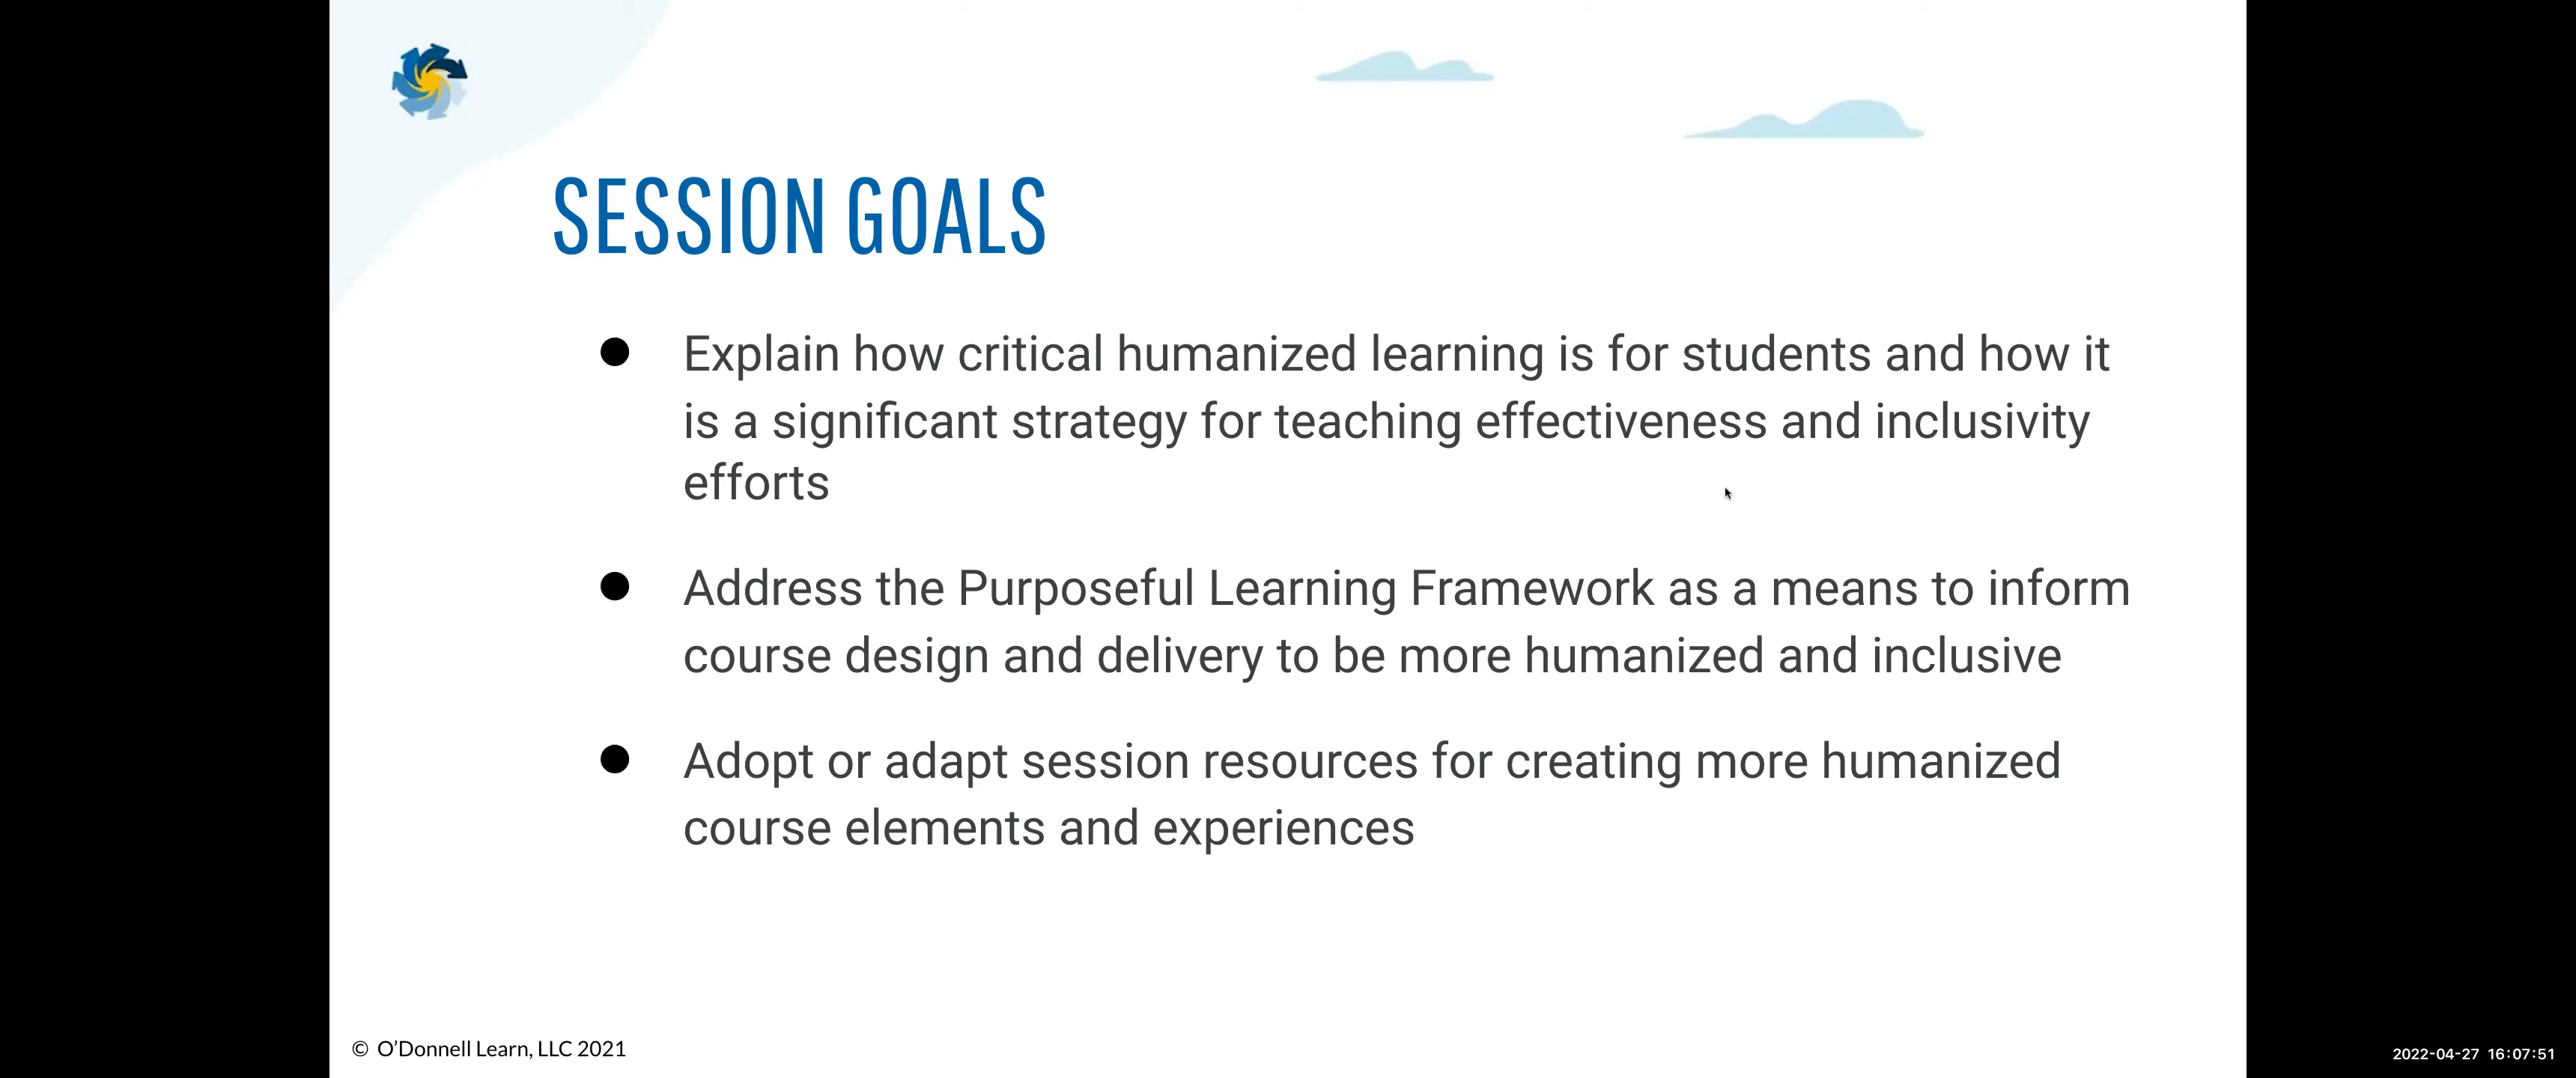 SESSION GOALS
● Explain how critical humanized learning is for students and how it
is a significant strategy for teaching effectiveness and inclusivity
efforts
● Address the Purposeful Learning Framework as a means to inform
course design and delivery to be more humanized and inclusive
● Adopt or adapt session resources for creating more humanized
course elements and experiences
© O’Donnell Learn, LLC 2021
2022-04-27 16:07:51